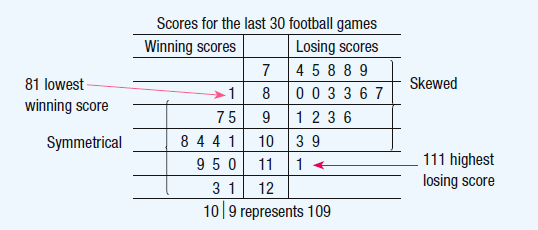 Scores for the last 30 football games
Winning scores Losing scores
7 4 5 8 8 9
1 8 0 0 3 3 6 7
7 5 9 1 2 3 6
8 4 4 1 10 3 9
9 5 0 11 1
3 1 12
10|9 represents 109
81 lowest
winning score
Symmetrical
Skewed
111 highest
losing score